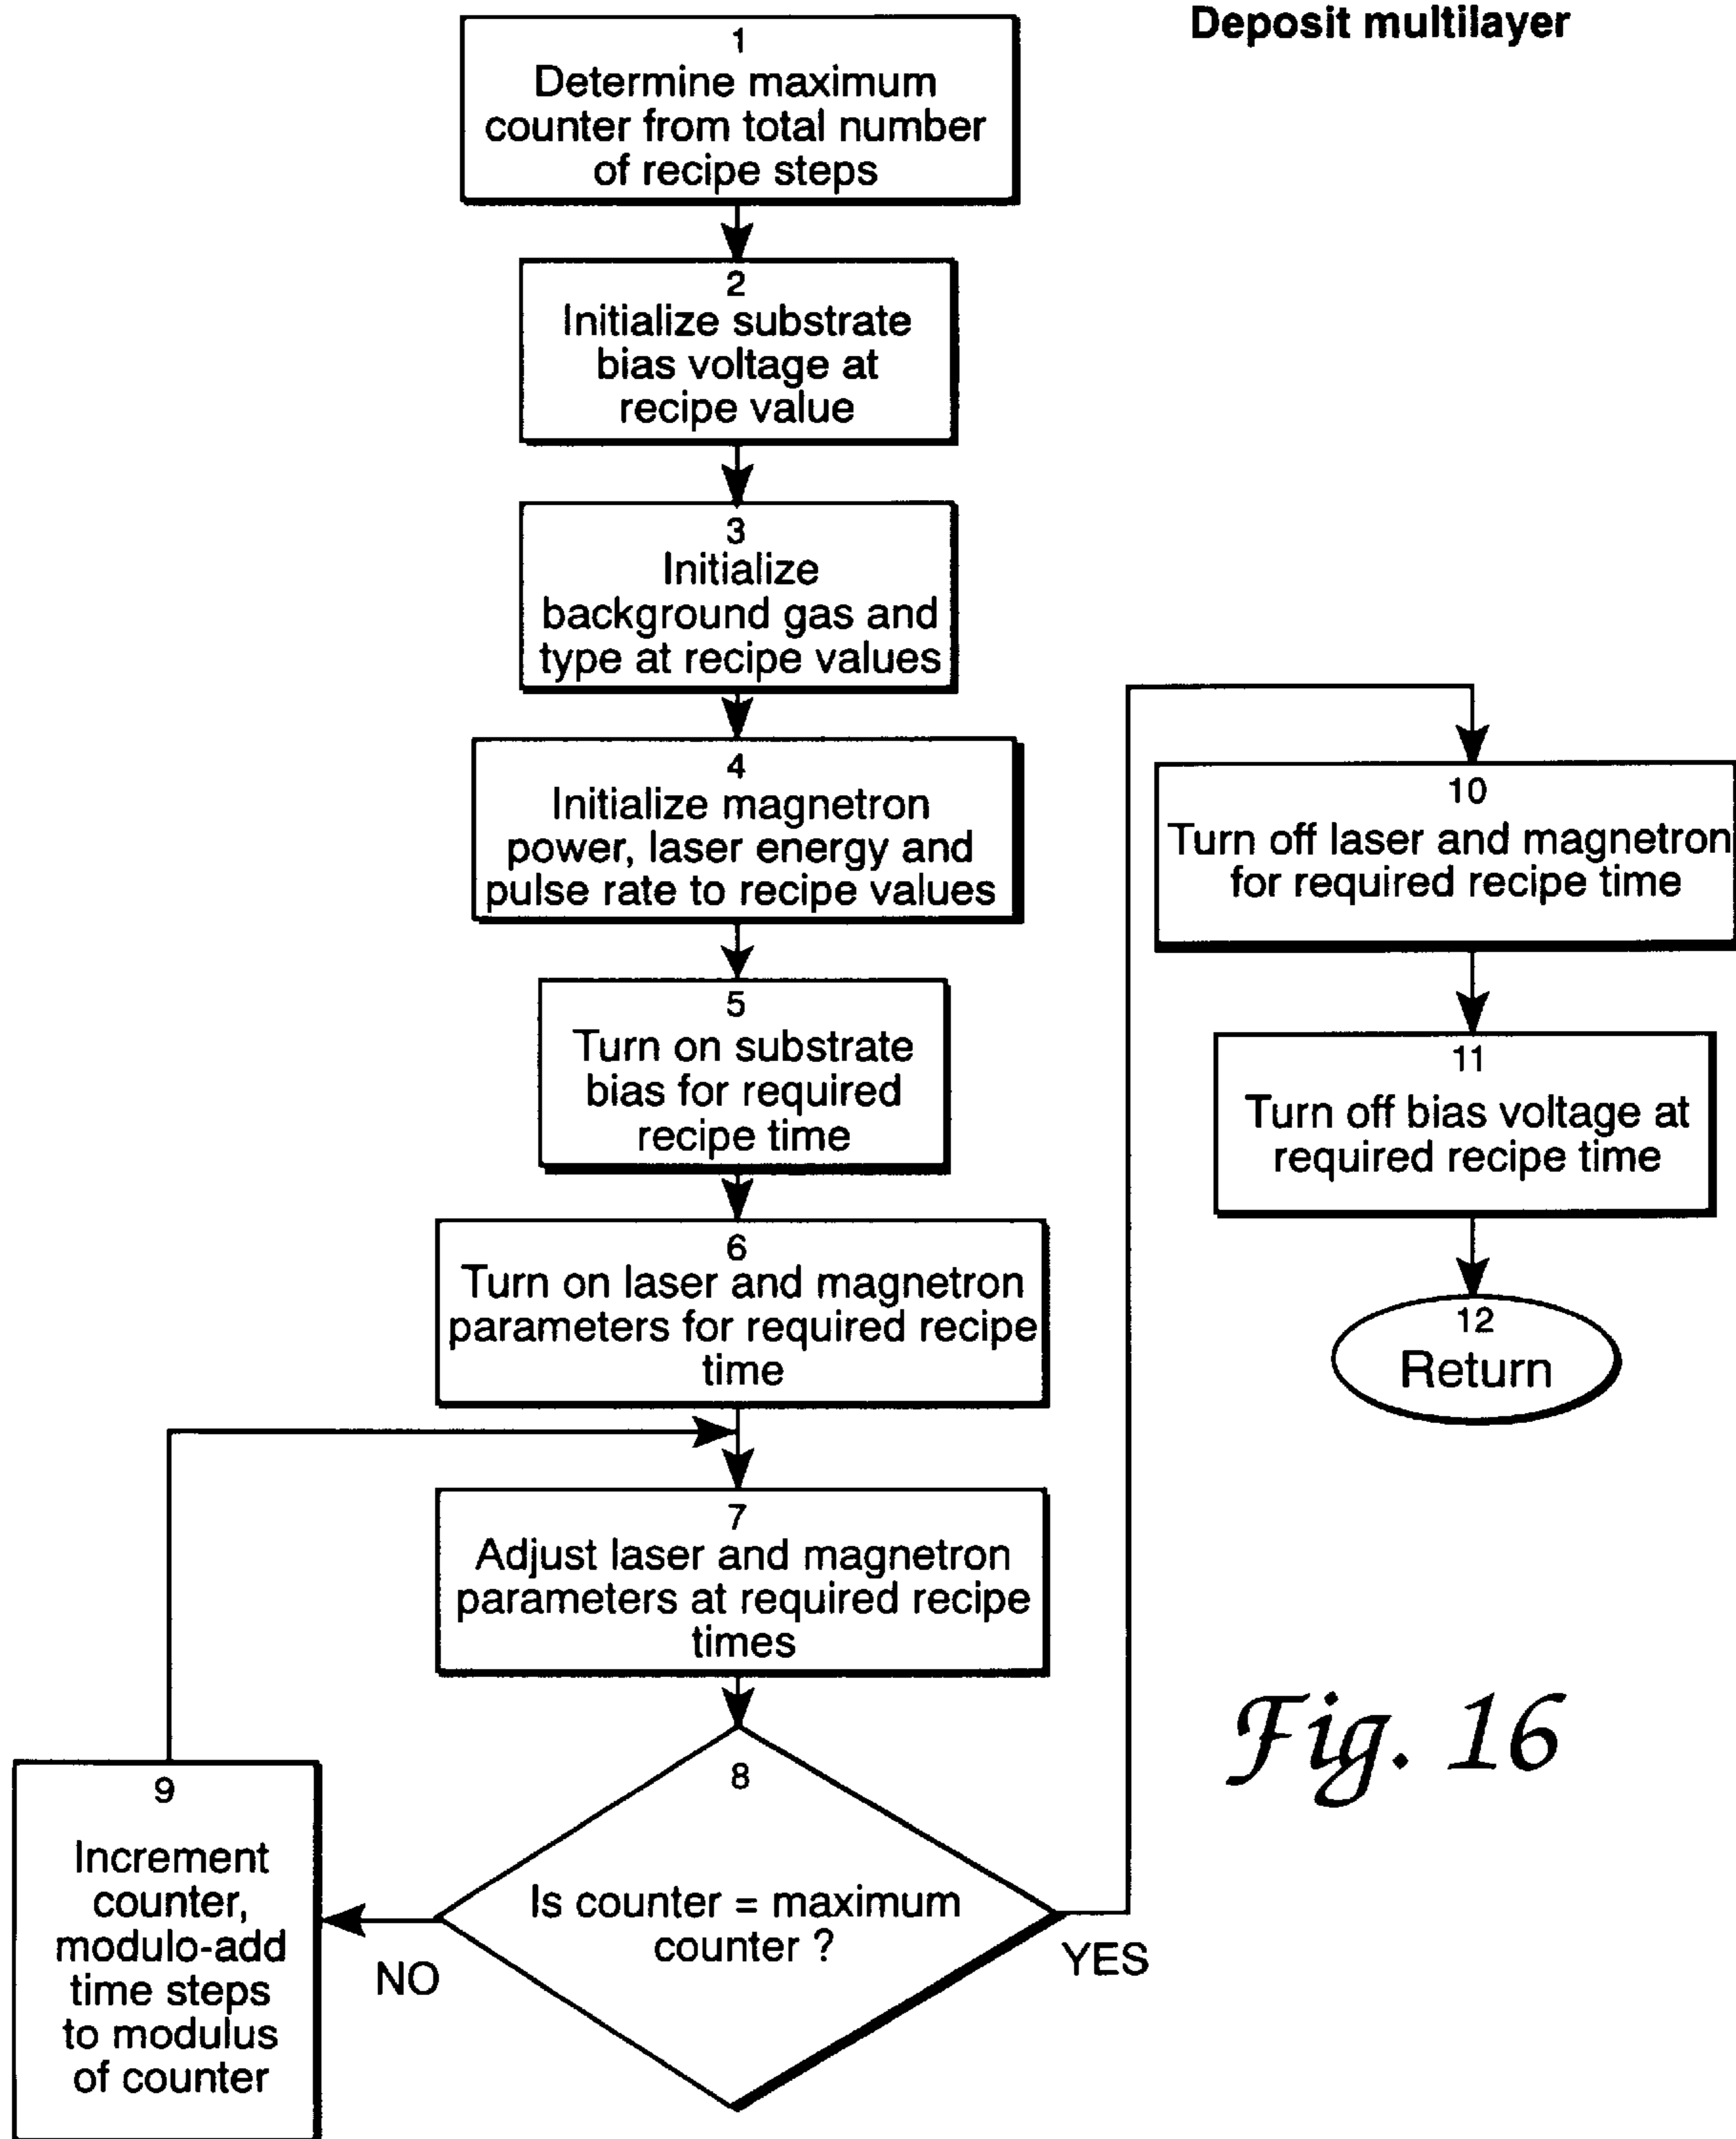 Deposit multilayer
1
Determine maximum
counter from total number
of recipe steps
2
Initialize substrate
bias voltage at
recipe value
3
Initialize
background gas and
type at recipe values
4
Initialize magnetron
power, laser energy and
pulse rate to recipe values
5
Turn on substrate
bias for required
recipe time
6
Turn on laser and magnetron
parameters for required recipe
time
7
Adjust laser and magnetron
parameters at required recipe
times
8
Is counter = maximum
counter ?
NO
YES
9
Increment
counter,
modulo-add
time steps
to modulus
of counter
10
Turn off laser and magnetron
for required recipe time
11
Turn off bias voltage at
required recipe time
12
Return
Fig. 16